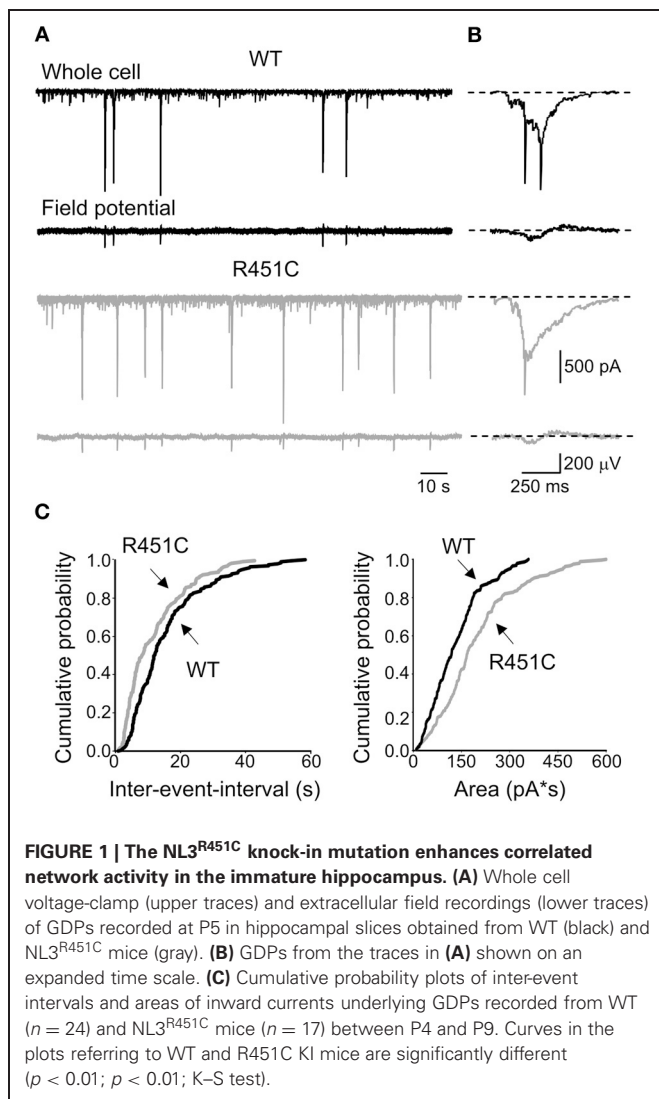 A
B
WT
Whole cell
Field potential
R451C
500 pA
200 µV
10 s
250 ms
C
R451C
WT
Cumulative probability
1.0
0.8
0.6
0.4
0.2
0.0
0
20
40
60
Inter-event-interval (s)
WT
R451C
Cumulative probability
1.0
0.8
0.6
0.4
0.2
0.0
0
150
300
450
600
Area (pA*s)
FIGURE 1 | The NL3R451C knock-in mutation enhances correlated
network activity in the immature hippocampus. (A) Whole cell
voltage-clamp (upper traces) and extracellular field recordings (lower traces)
of GDPs recorded at P5 in hippocampal slices obtained from WT (black) and
NL3R451C mice (gray). (B) GDPs from the traces in (A) shown on an
expanded time scale. (C) Cumulative probability plots of inter-event
intervals and areas of inward currents underlying GDPs recorded from WT
(n = 24) and NL3R451C mice (n = 17) between P4 and P9. Curves in the
plots referring to WT and R451C KI mice are significantly different
(p < 0.01; p < 0.01; K–S test).